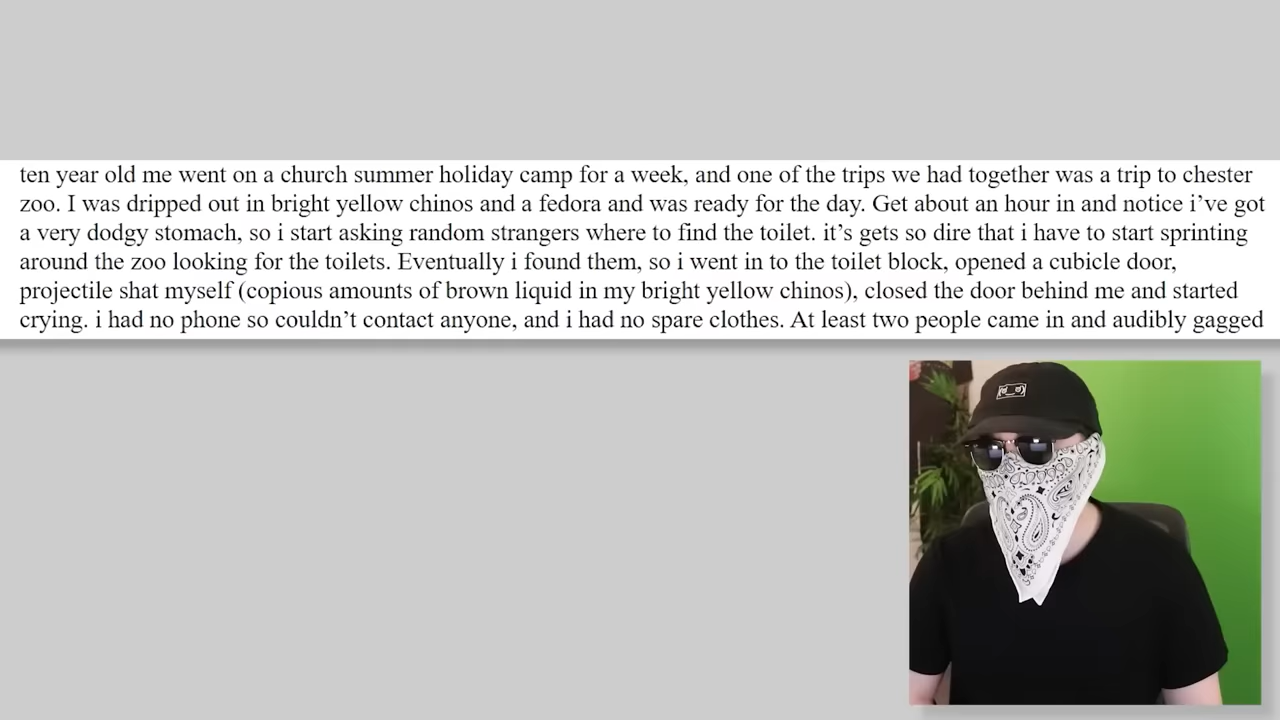 ten year old me went on a church summer holiday camp for a week, and one of the trips we had together was a trip to chester
zoo. I was dripped out in bright yellow chinos and a fedora and was ready for the day. Get about an hour in and notice i’ve got
a very dodgy stomach, so i start asking random strangers where to find the toilet. it’s gets so dire that i have to start sprinting
around the zoo looking for the toilets. Eventually i found them, so i went in to the toilet block, opened a cubicle door,
projectile shat myself (copious amounts of brown liquid in my bright yellow chinos), closed the door behind me and started
crying. i had no phone so couldn’t contact anyone, and i had no spare clothes. At least two people came in and audibly gagged